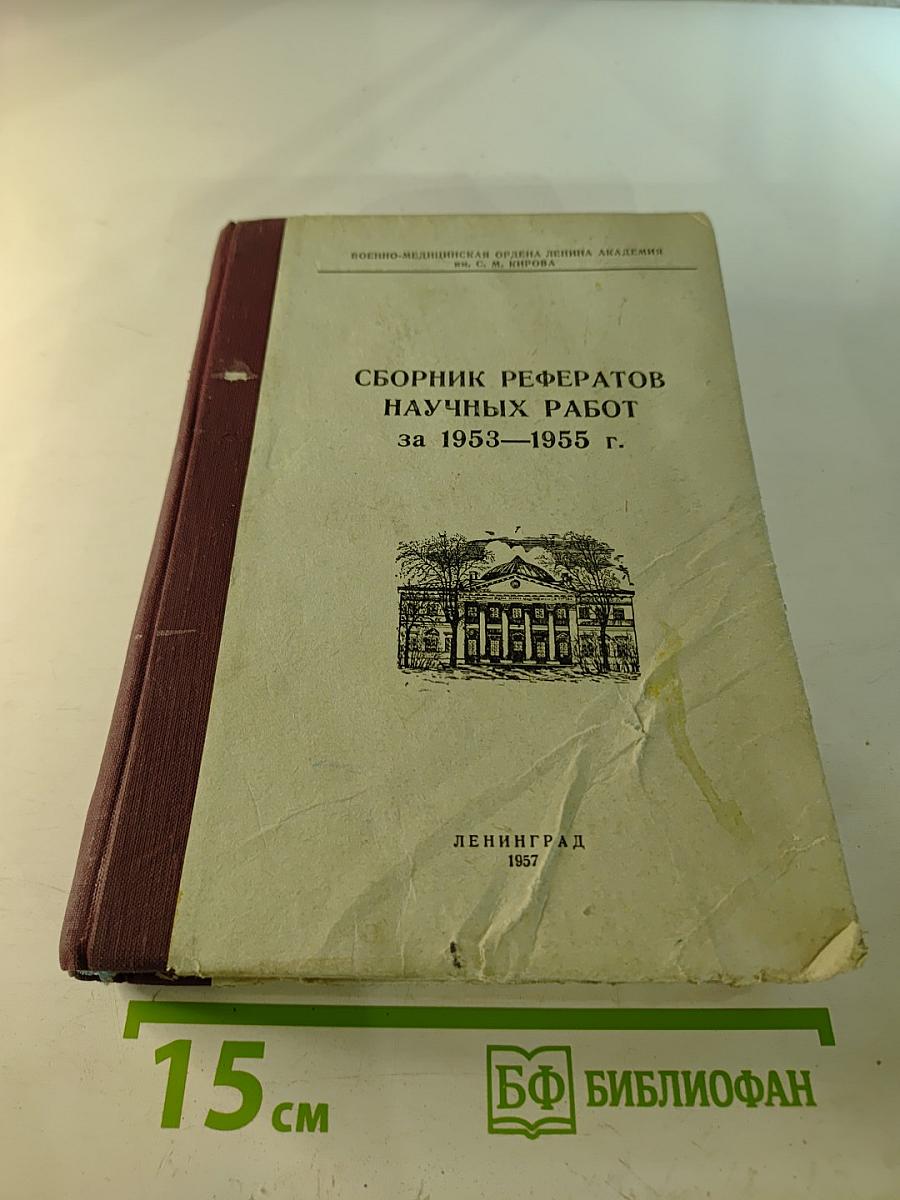 ВОЕННО-МЕДИЦИНСКАЯ ОРДЕНА ЛЕНИНА АКАДЕМИЯ
им. С. М. КИРОВА
СБОРНИК РЕФЕРАТОВ
НАУЧНЫХ РАБОТ
за 1953—1955 г.
ЛЕНИНГРАД
1957
15 см
БФ БИБЛИОФАН